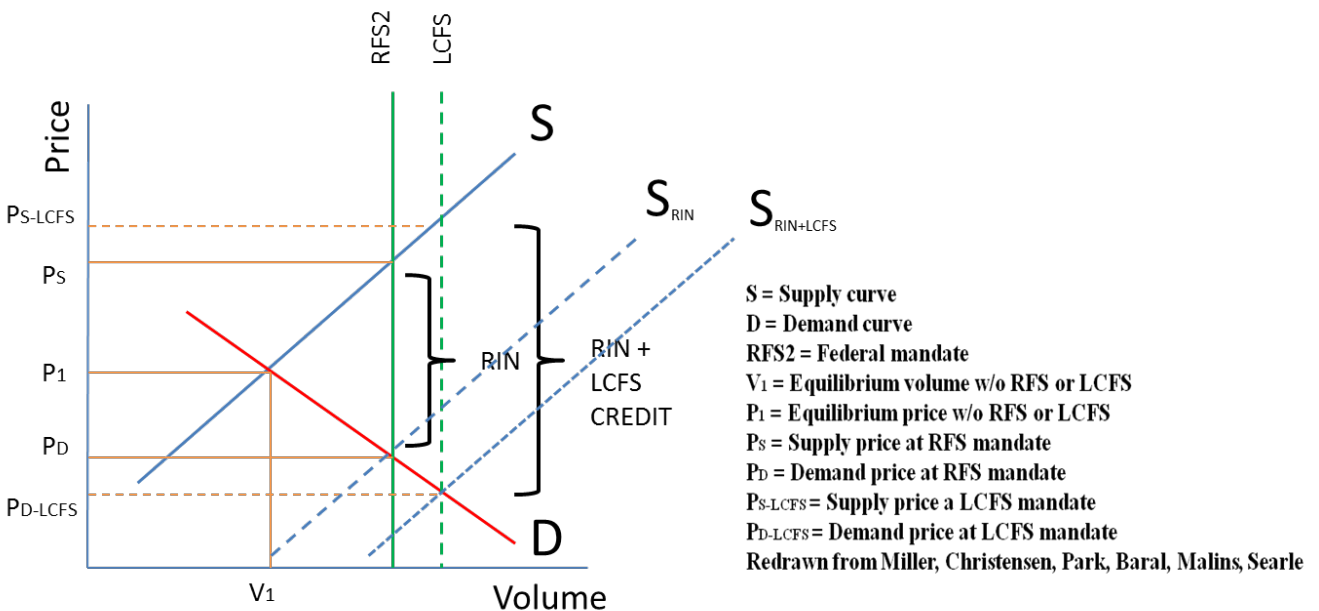 RFS2
LCFS
Price
S
S RIN
S RIN+LCFS
PS-LCFS
PS
P1
PD
PD-LCFS
RIN
RIN +
LCFS
CREDIT
D
V1
Volume
S = Supply curve
D = Demand curve
RFS2 = Federal mandate
V1 = Equilibrium volume w/o RFS or LCFS
P1 = Equilibrium price w/o RFS or LCFS
PS = Supply price at RFS mandate
PD = Demand price at RFS mandate
PS-LCFS = Supply price a LCFS mandate
PD-LCFS = Demand price at LCFS mandate
Redrawn from Miller, Christensen, Park, Baral, Malins, Searle